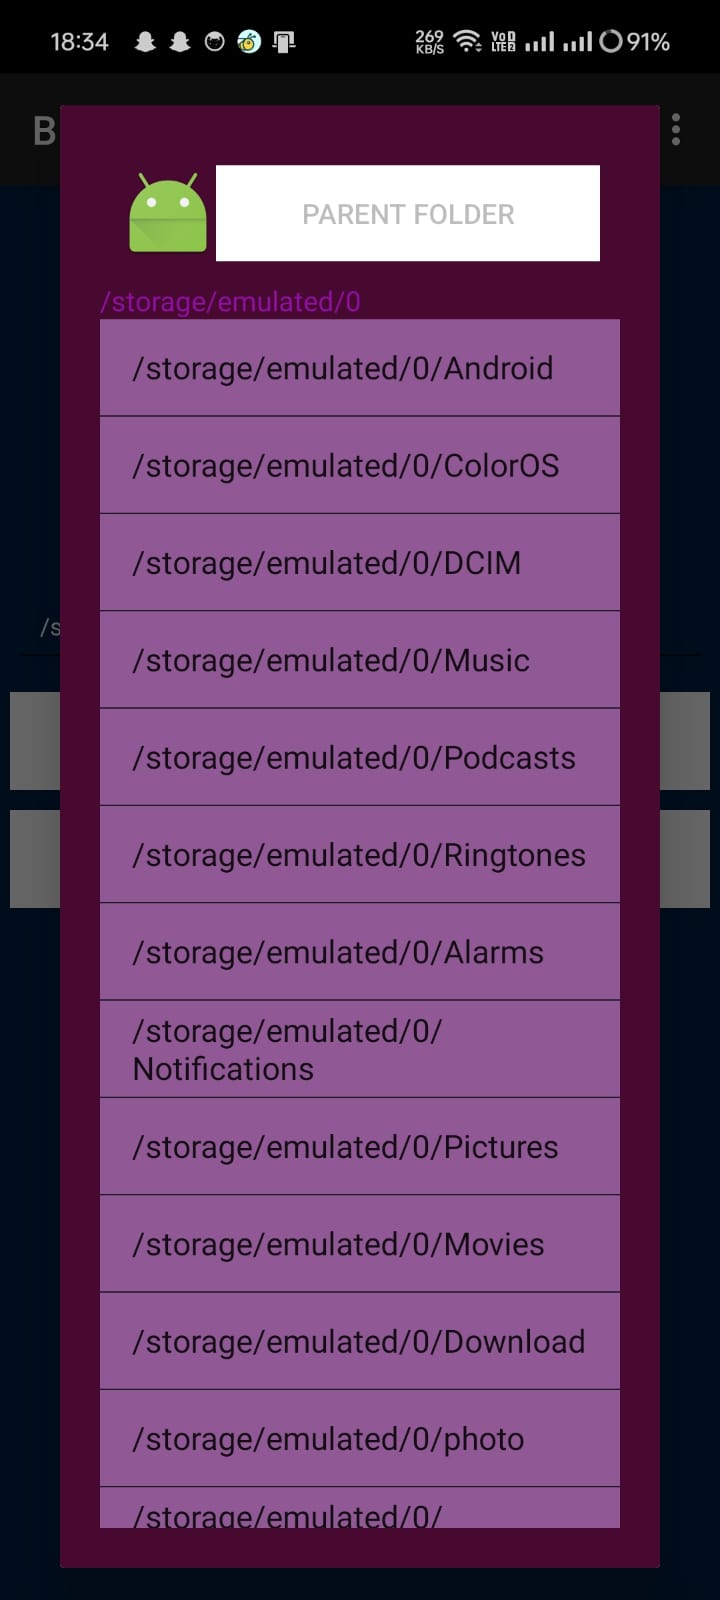 18:34
269 KB/S
VoD LTE2
91%
B
PARENT FOLDER
/storage/emulated/0
/storage/emulated/0/Android
/storage/emulated/0/ColorOS
/storage/emulated/0/DCIM
/s
/storage/emulated/0/Music
/storage/emulated/0/Podcasts
/storage/emulated/0/Ringtones
/storage/emulated/0/Alarms
/storage/emulated/0/
Notifications
/storage/emulated/0/Pictures
/storage/emulated/0/Movies
/storage/emulated/0/Download
/storage/emulated/0/photo
/storage/emulated/0/